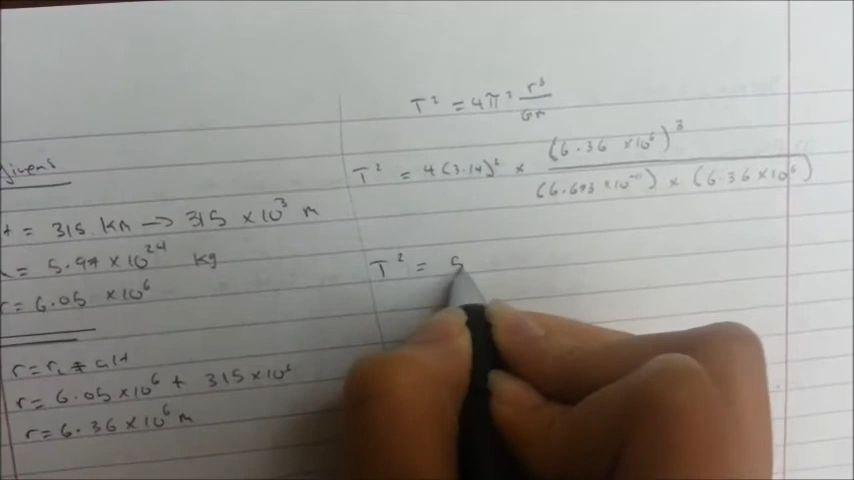 Givens
= 315 Km → 315 × 10³ m
= 5.97 × 10²⁴ kg
r = 6.05 × 10⁶
r = r₁ + alt
r = 6.05 × 10⁶ + 315 × 10⁶
r = 6.36 × 10⁶ m
T² = 4π² r³/Gm
T² = 4(3.14)² × (6.36 × 10⁶)³ / (6.673 × 10⁻¹¹) × (6.36 × 10⁶)
T² = 5